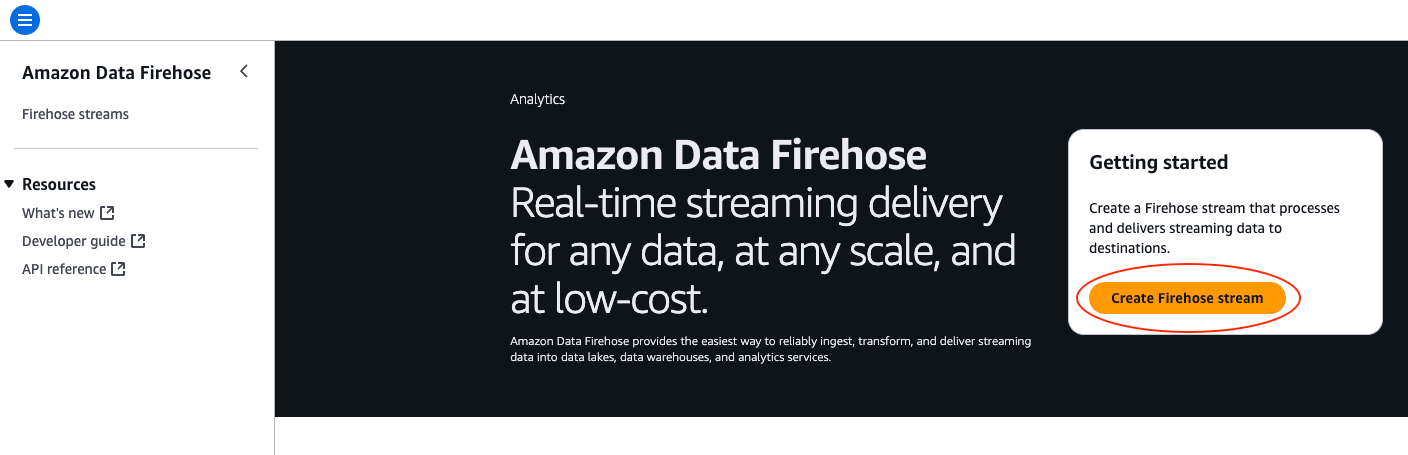 Amazon Data Firehose
Firehose streams
Resources
What's new
Developer guide
API reference
Analytics
Amazon Data Firehose
Real-time streaming delivery
for any data, at any scale, and
at low-cost.
Amazon Data Firehose provides the easiest way to reliably ingest, transform, and deliver streaming
data into data lakes, data warehouses, and analytics services.
Getting started
Create a Firehose stream that processes
and delivers streaming data to
destinations.
Create Firehose stream